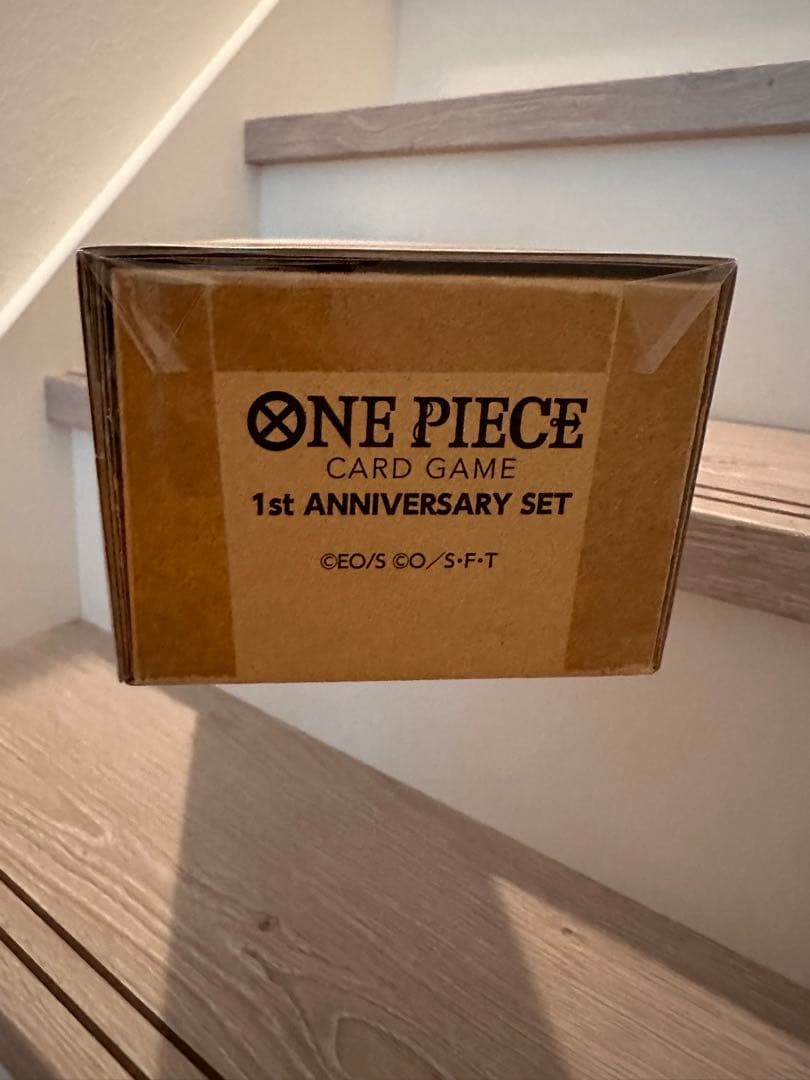 ONE PIECE
CARD GAME
1st ANNIVERSARY SET
©EO/S ©O／S・F・T